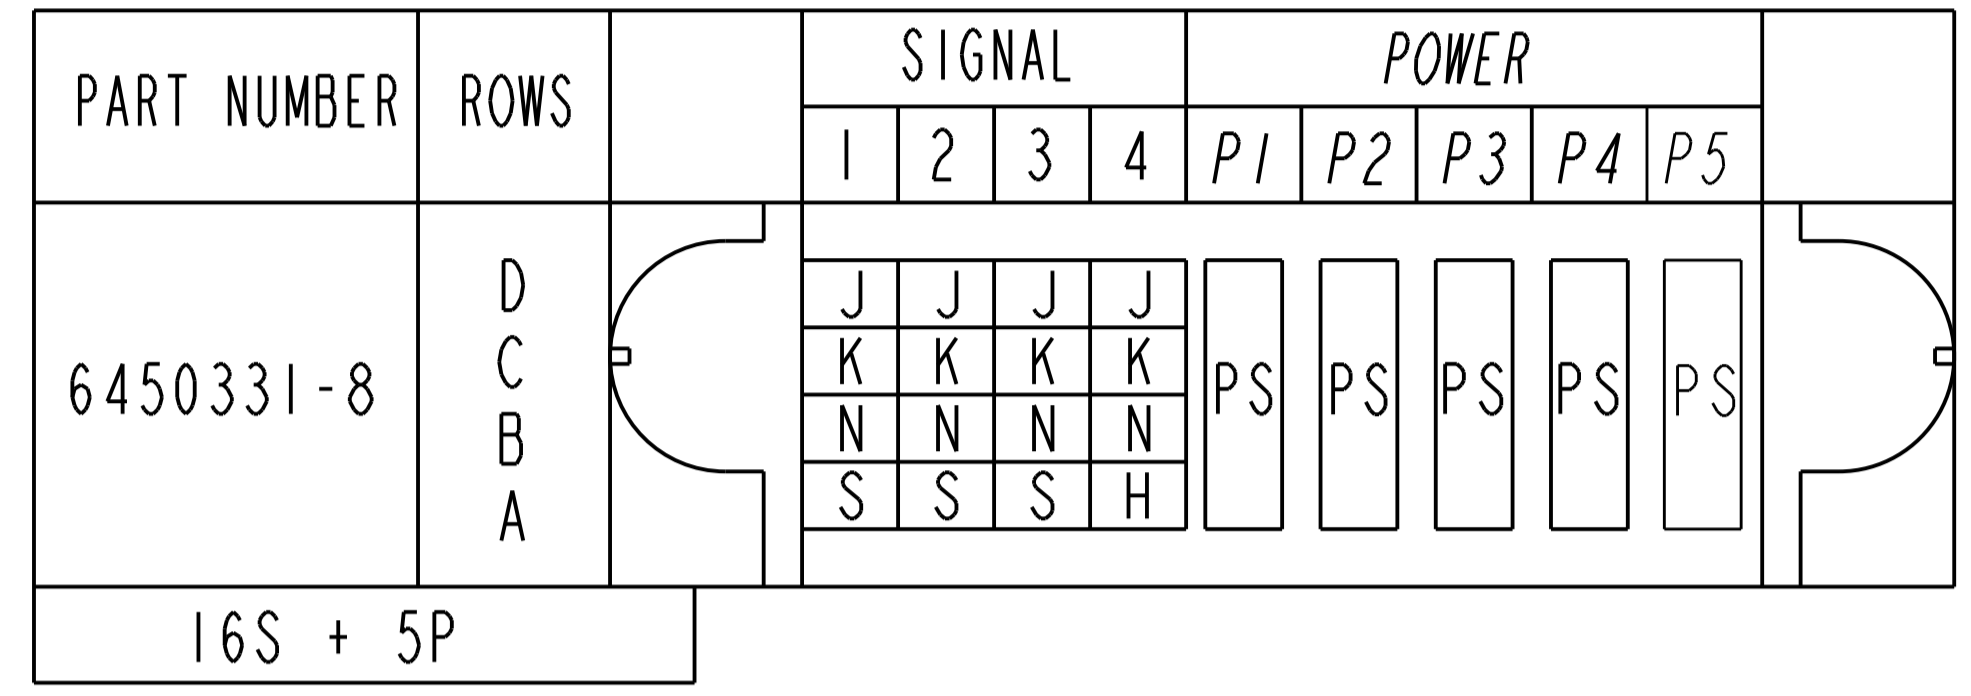 SIGNAL POWER
PART NUMBER ROWS
1 2 3 4 P1 P2 P3 P4 P5
D J J J J
C K K K K
6450331-8 PS PS PS PS PS
B N N N N
A S S S H
16S + 5P